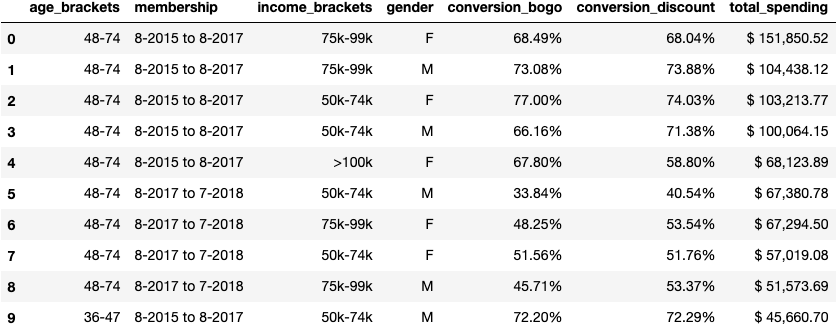 age_brackets membership income_brackets gender conversion_bogo conversion_discount total_spending
0 48-74 8-2015 to 8-2017 75k-99k F 68.49% 68.04% $ 151,850.52
1 48-74 8-2015 to 8-2017 75k-99k M 73.08% 73.88% $ 104,438.12
2 48-74 8-2015 to 8-2017 50k-74k F 77.00% 74.03% $ 103,213.77
3 48-74 8-2015 to 8-2017 50k-74k M 66.16% 71.38% $ 100,064.15
4 48-74 8-2015 to 8-2017 >100k F 67.80% 58.80% $ 68,123.89
5 48-74 8-2017 to 7-2018 50k-74k M 33.84% 40.54% $ 67,380.78
6 48-74 8-2017 to 7-2018 75k-99k F 48.25% 53.54% $ 67,294.50
7 48-74 8-2017 to 7-2018 50k-74k F 51.56% 51.76% $ 57,019.08
8 48-74 8-2017 to 7-2018 75k-99k M 45.71% 53.37% $ 51,573.69
9 36-47 8-2015 to 8-2017 50k-74k M 72.20% 72.29% $ 45,660.70